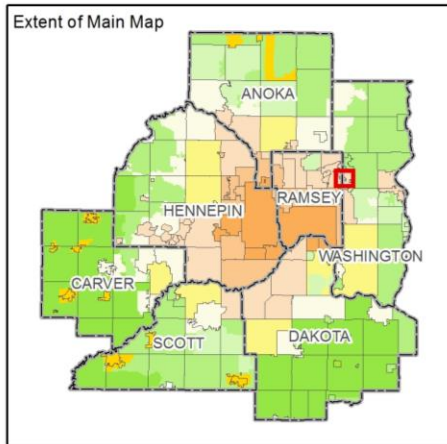 Extent of Main Map
ANOKA
HENNEPIN
RAMSEY
WASHINGTON
CARVER
SCOTT
DAKOTA